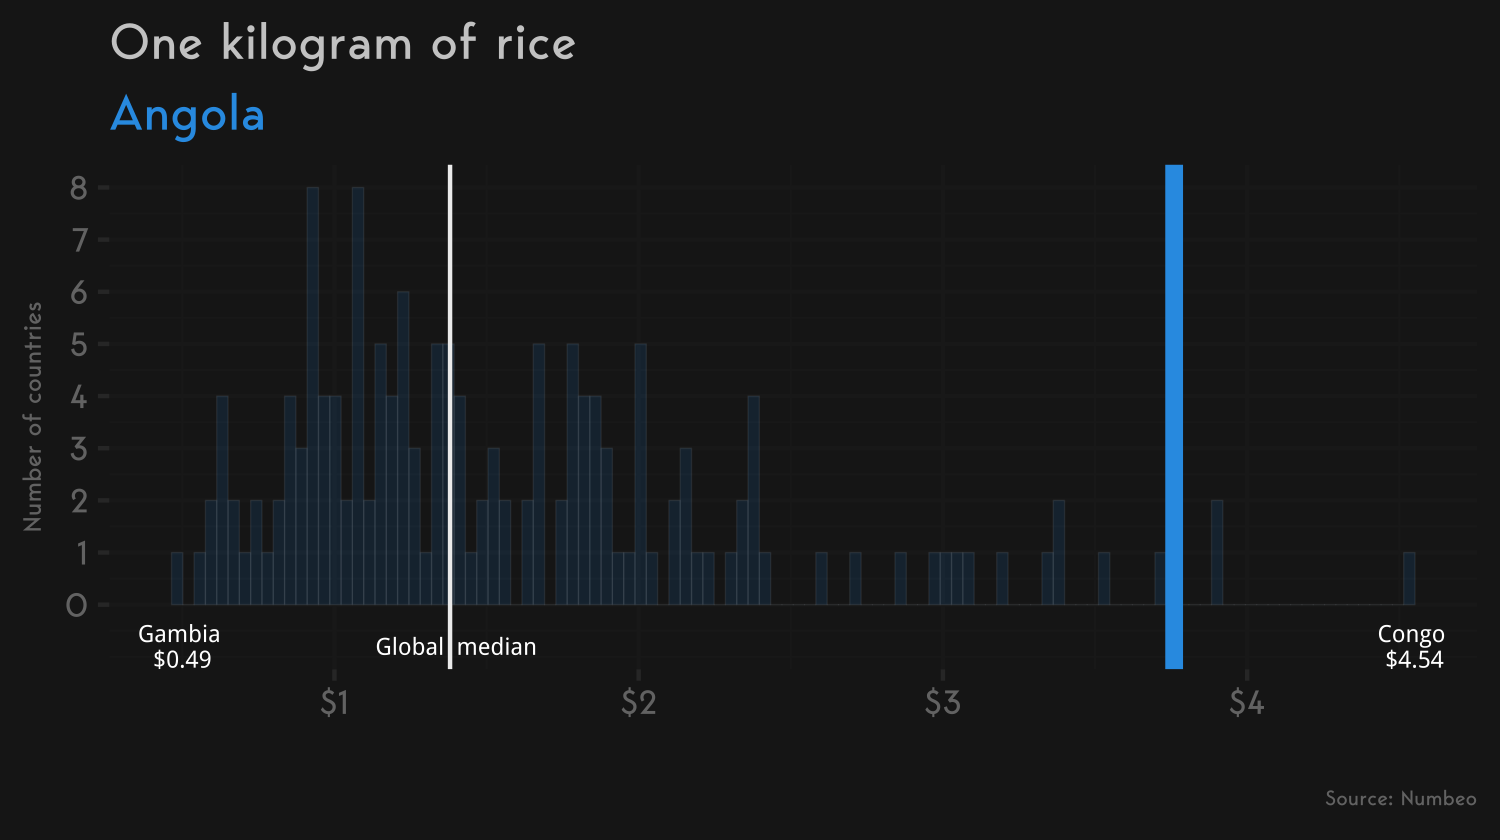 One kilogram of rice
Angola
Number of countries
8
7
6
5
4
3
2
1
0
Gambia
$0.49
Global median
Congo
$4.54
$1 $2 $3 $4
Source: Numbeo